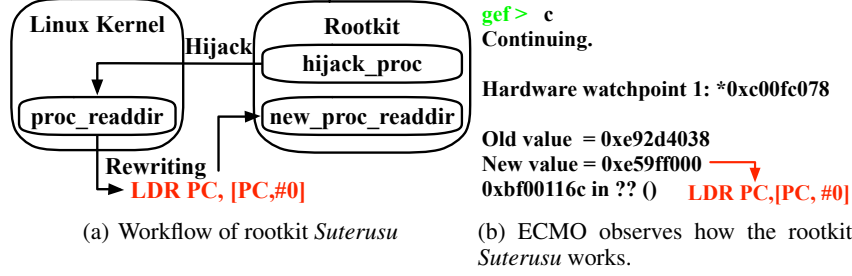 Linux Kernel
Rootkit
Hijack
hijack_proc
proc_readdir
new_proc_readdir
Rewriting
LDR PC, [PC,#0]
(a) Workflow of rootkit Suterusu
gef > c
Continuing.
Hardware watchpoint 1: *0xc00fc078
Old value = 0xe92d4038
New value = 0xe59ff000
0xbf00116c in ?? ()
LDR PC,[PC, #0]
(b) ECMO observes how the rootkit
Suterusu works.